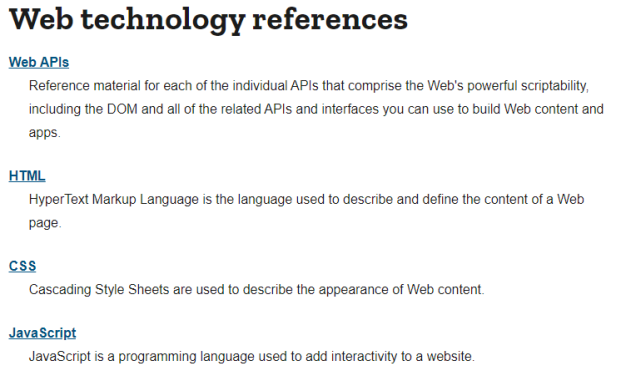 Web technology references
Web APIs
Reference material for each of the individual APIs that comprise the Web's powerful scriptability,
including the DOM and all of the related APIs and interfaces you can use to build Web content and
apps.
HTML
HyperText Markup Language is the language used to describe and define the content of a Web
page.
CSS
Cascading Style Sheets are used to describe the appearance of Web content.
JavaScript
JavaScript is a programming language used to add interactivity to a website.